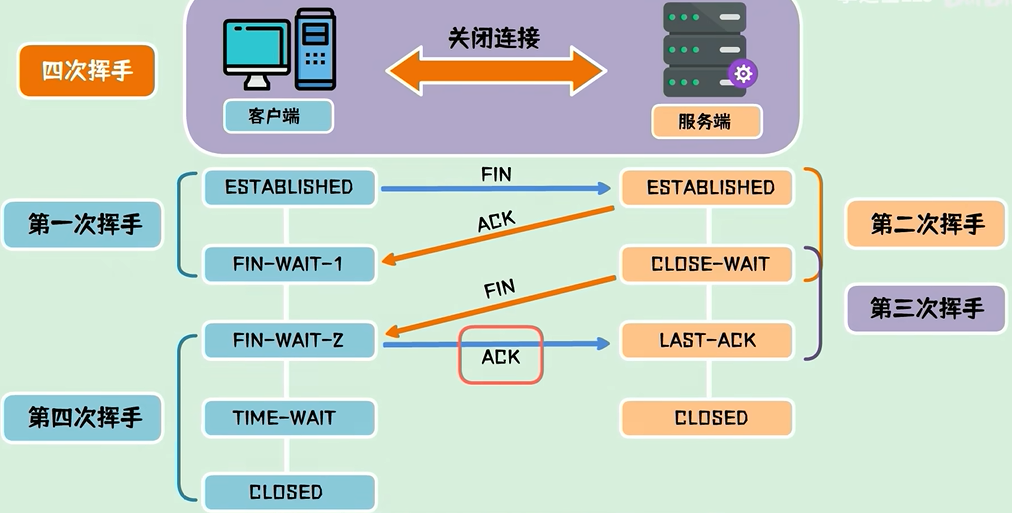 四次挥手
关闭连接
客户端
服务端
ESTABLISHED
FIN
ESTABLISHED
第一次挥手
ACK
第二次挥手
FIN-WAIT-1
CLOSE-WAIT
FIN
第三次挥手
FIN-WAIT-2
ACK
LAST-ACK
第四次挥手
TIME-WAIT
CLOSED
CLOSED